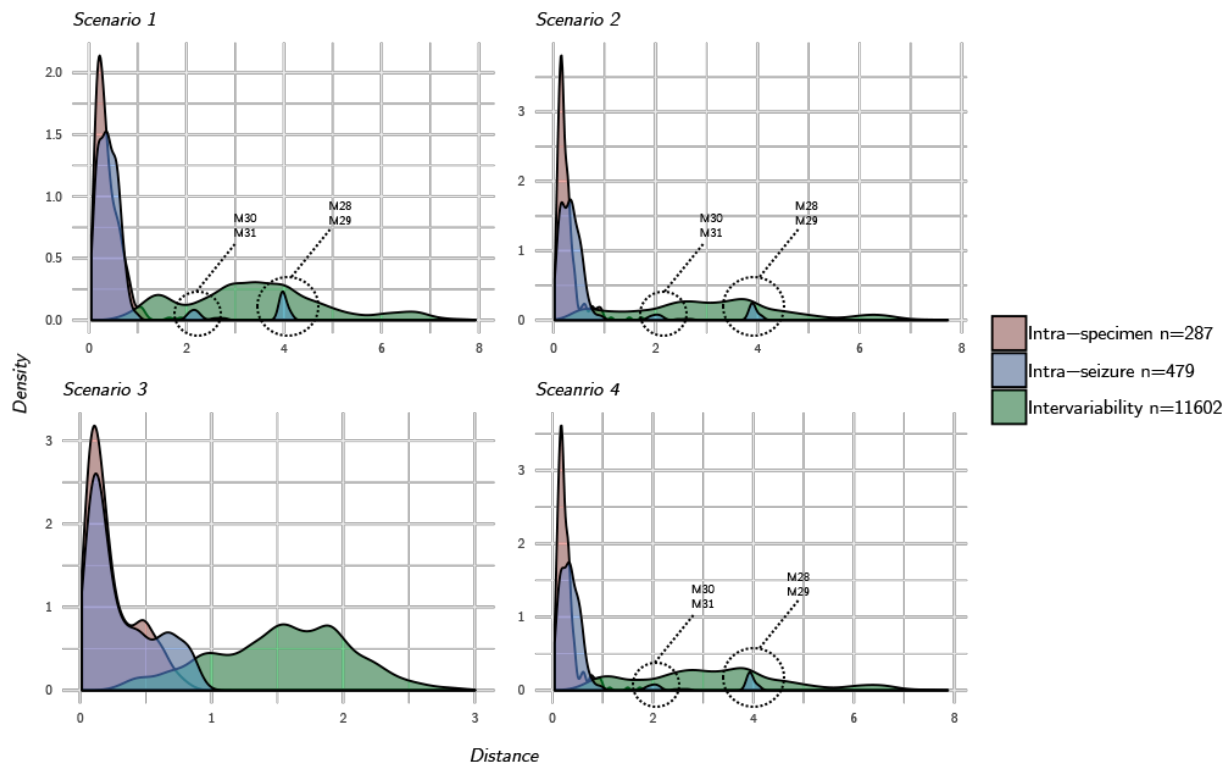 Scenario 1
2.0
1.5
1.0
0.5
0.0
0
2
4
6
8
M30
M31
M28
M29
Scenario 2
3
2
1
0
0
2
4
6
8
M30
M31
M28
M29
Density
Scenario 3
3
2
1
0
0
1
2
3
Sceanrio 4
3
2
1
0
0
2
4
6
8
M30
M31
M28
M29
Distance
Intra−specimen n=287
Intra−seizure n=479
Intervariability n=11602